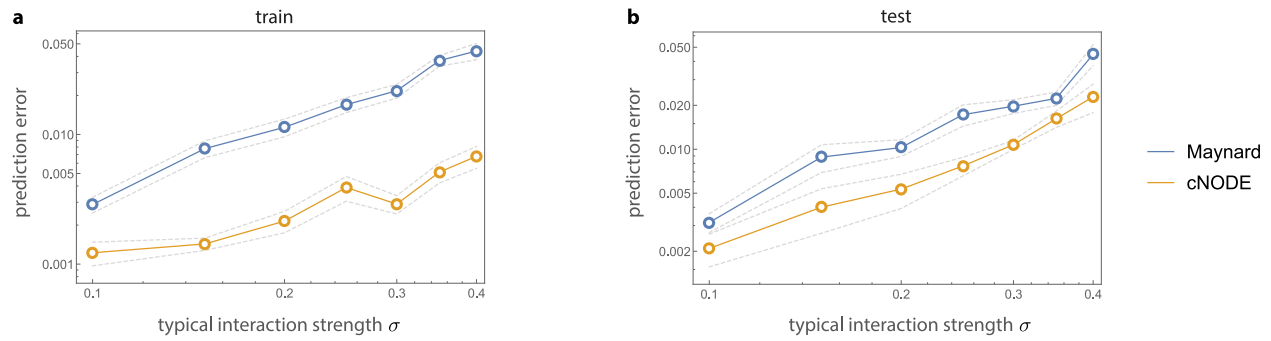 a
train
prediction error
0.050
0.010
0.005
0.001
0.1
0.2
0.3
0.4
typical interaction strength σ
b
test
prediction error
0.050
0.020
0.010
0.005
0.002
0.1
0.2
0.3
0.4
typical interaction strength σ
Maynard
cNODE